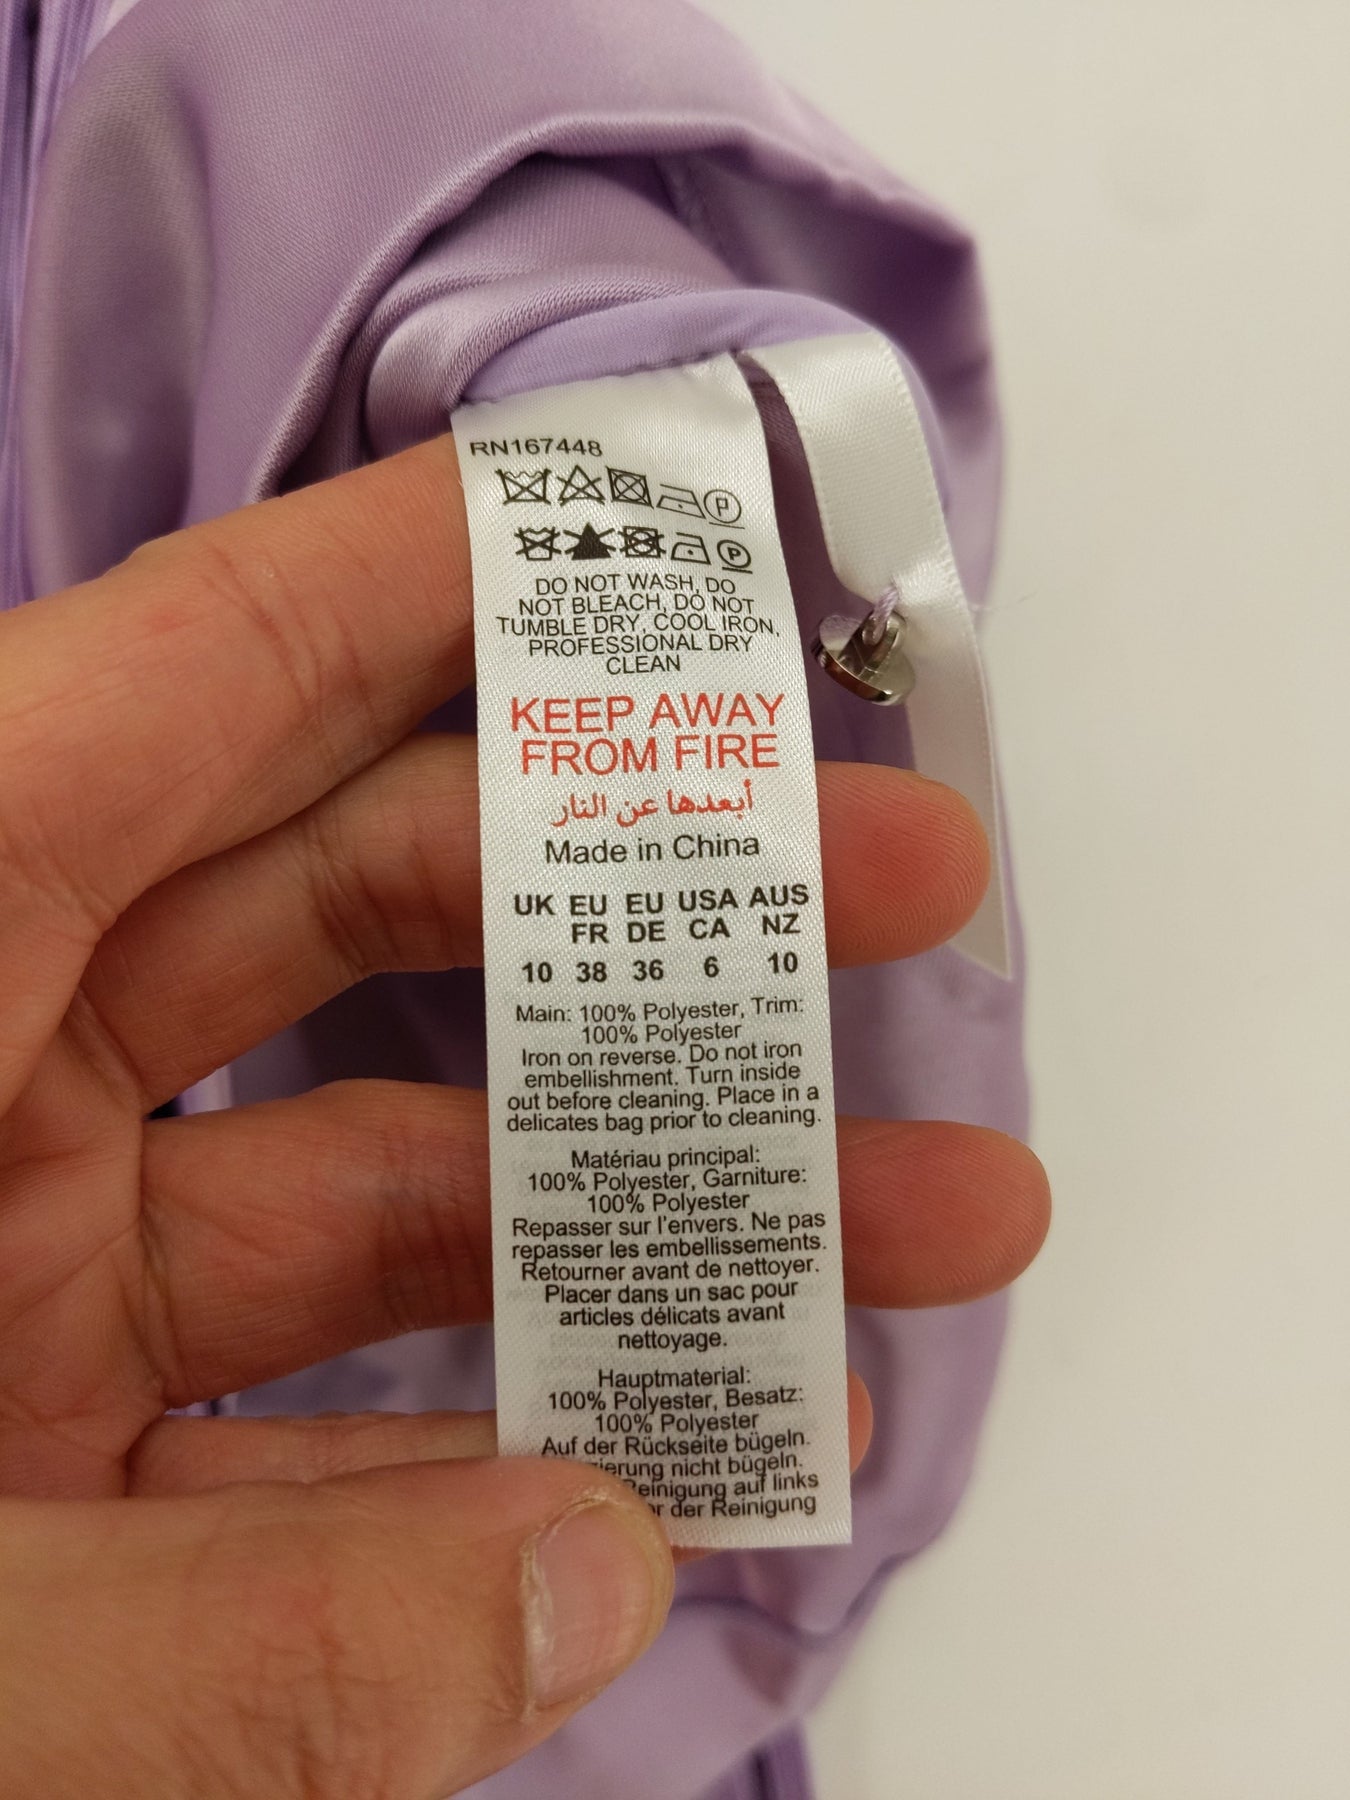 RN167448
P
P
DO NOT WASH, DO
NOT BLEACH, DO NOT
TUMBLE DRY, COOL IRON,
PROFESSIONAL DRY
CLEAN
KEEP AWAY
FROM FIRE
أبعدها عن النار
Made in China
UK EU EU USA AUS
FR DE CA NZ
10 38 36 6 10
Main: 100% Polyester, Trim:
100% Polyester
Iron on reverse. Do not iron
embellishment. Turn inside
out before cleaning. Place in a
delicates bag prior to cleaning.
Matériau principal:
100% Polyester, Garniture:
100% Polyester
Repasser sur l'envers. Ne pas
repasser les embellissements.
Retourner avant de nettoyer.
Placer dans un sac pour
articles délicats avant
nettoyage.
Hauptmaterial:
100% Polyester, Besatz:
100% Polyester
Auf der Rückseite bügeln.
nicht bügeln.
Reinigung auf links
der Reinigung